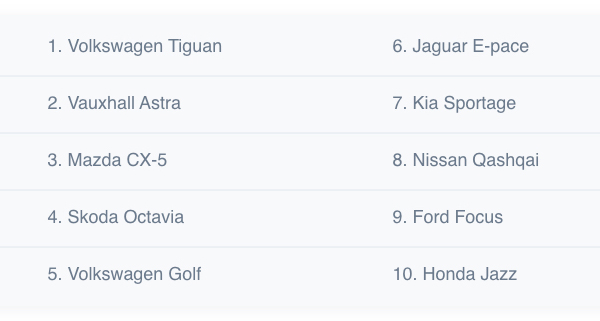 1. Volkswagen Tiguan
2. Vauxhall Astra
3. Mazda CX-5
4. Skoda Octavia
5. Volkswagen Golf
6. Jaguar E-pace
7. Kia Sportage
8. Nissan Qashqai
9. Ford Focus
10. Honda Jazz